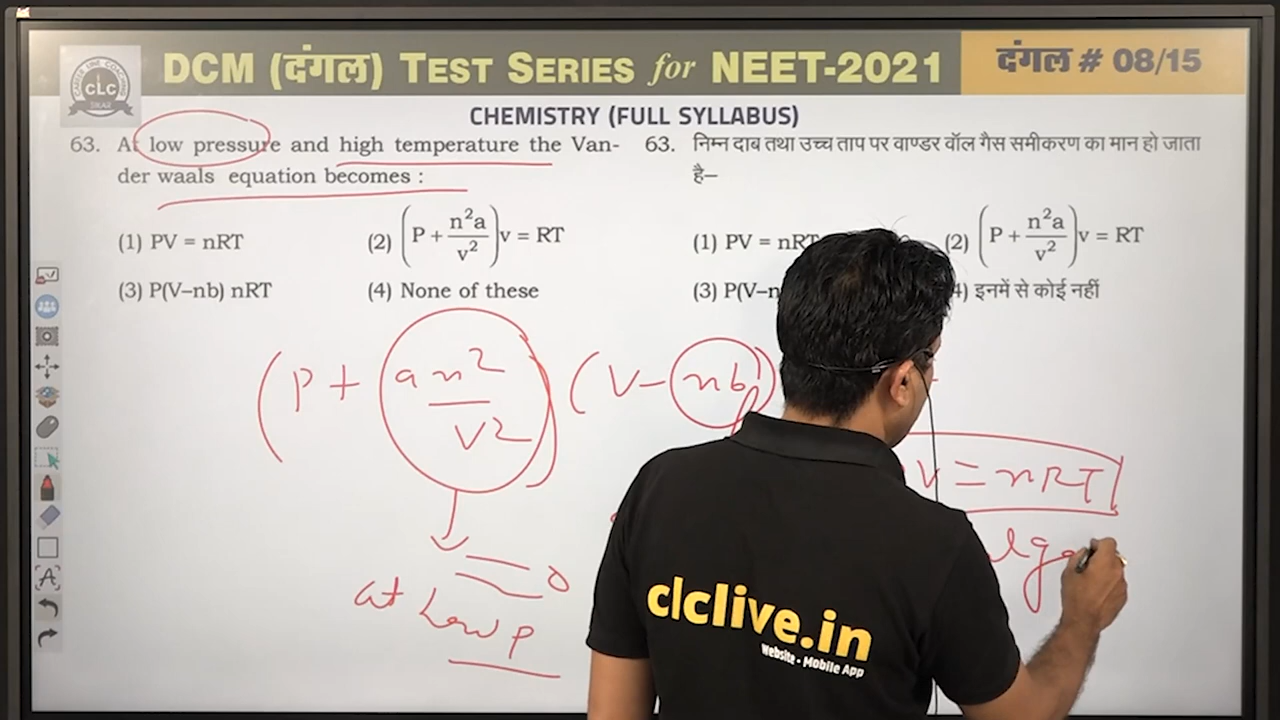 DCM (दंगल) TEST SERIES for NEET-2021
दंगल # 08/15
CLC
CHEMISTRY (FULL SYLLABUS)
63. At low pressure and high temperature the Van-
der waals equation becomes :
(1) PV = nRT (2) (P + n²a/v²)v = RT
(3) P(V–nb) nRT (4) None of these
63. निम्न दाब तथा उच्च ताप पर वाण्डर वॉल गैस समीकरण का मान हो जाता
है–
(1) PV = nRT (2) (P + n²a/v²)v = RT
(3) P(V–n 4) इनमें से कोई नहीं
(P + an²/v²) (V – nb)
v = nRT
= 0
at Low P
clclive.in
Website - Mobile App